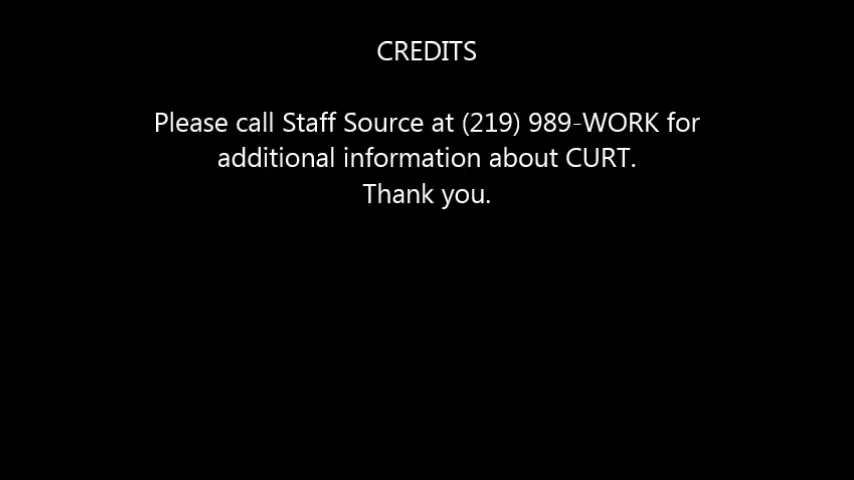 CREDITS
Please call Staff Source at (219) 989-WORK for
additional information about CURT.
Thank you.